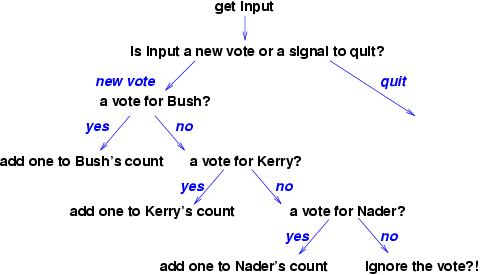 get input
Is input a new vote or a signal to quit?
new vote
quit
a vote for Bush?
yes
no
add one to Bush's count
a vote for Kerry?
yes
no
add one to Kerry's count
a vote for Nader?
yes
no
add one to Nader's count
Ignore the vote?!